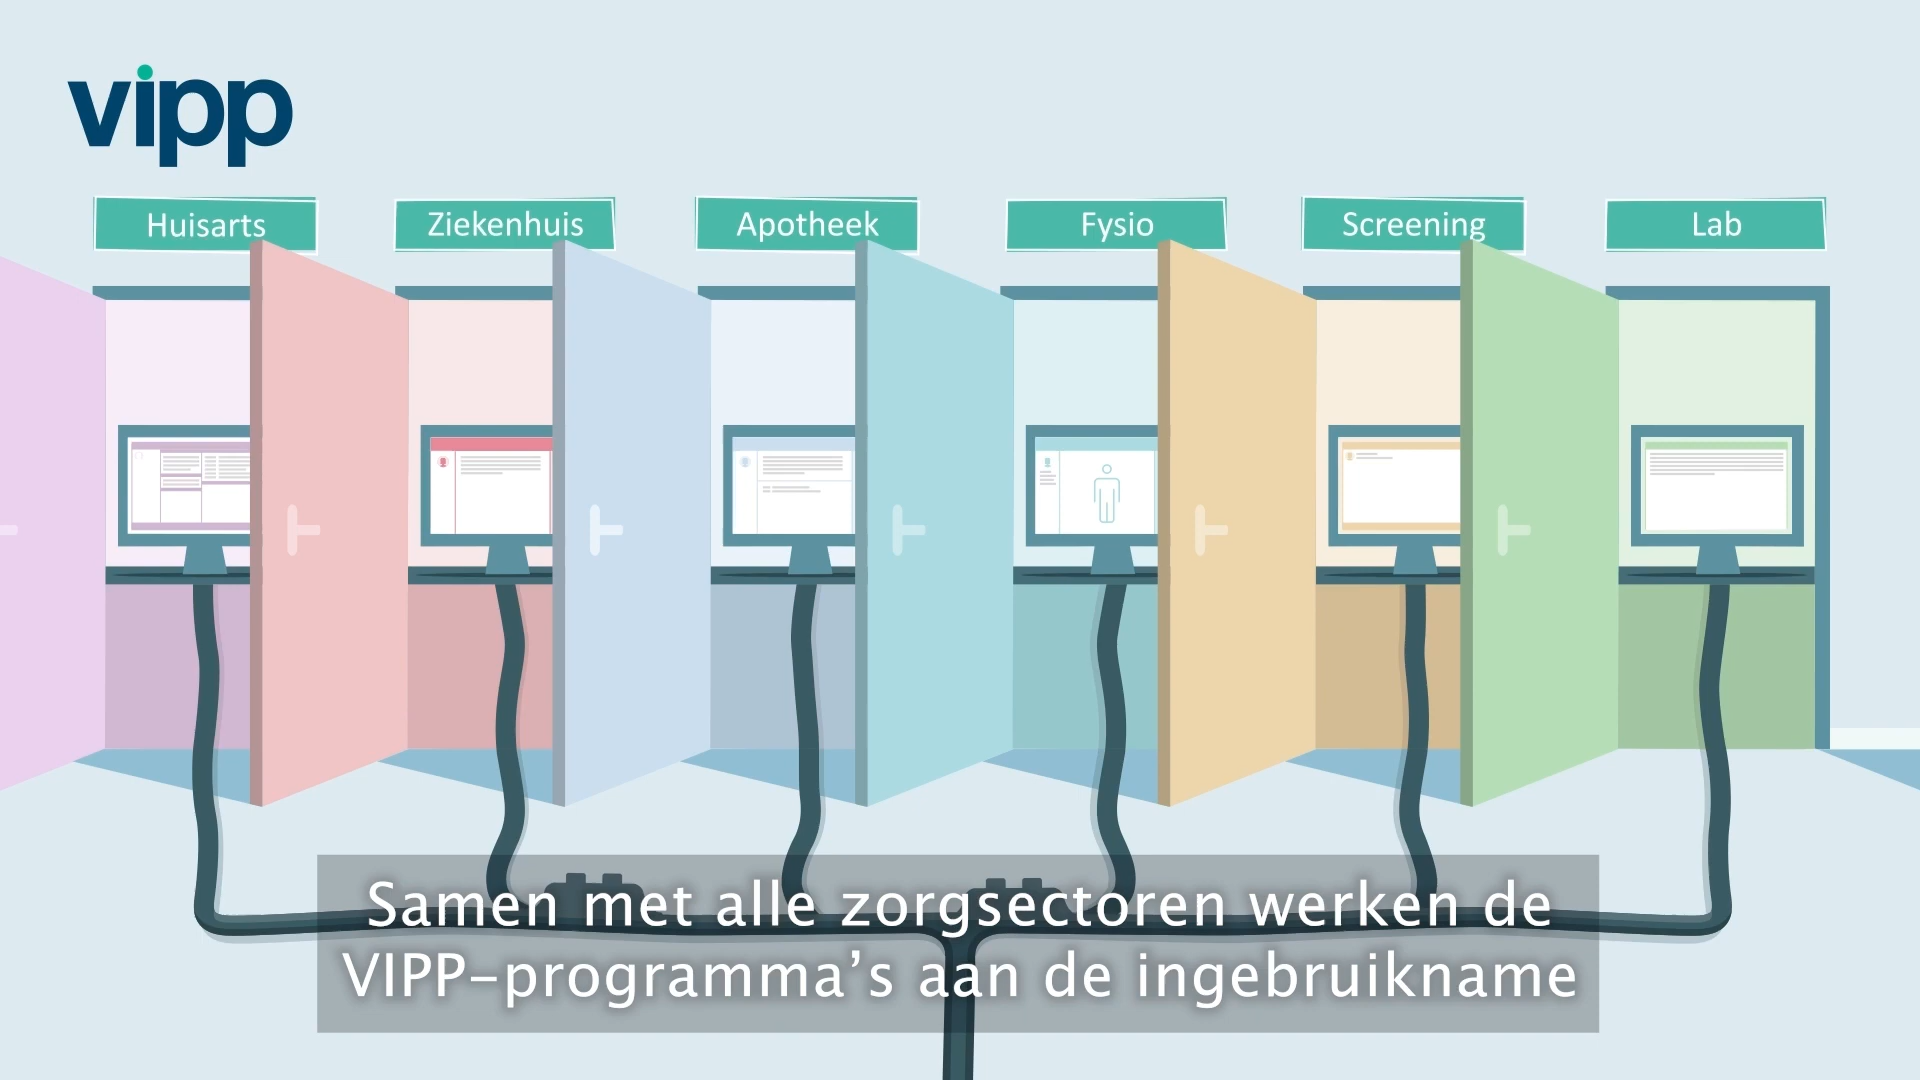 vipp
Huisarts
Ziekenhuis
Apotheek
Fysio
Screening
Lab
Samen met alle zorgsectoren werken de
VIPP-programma’s aan de ingebruikname